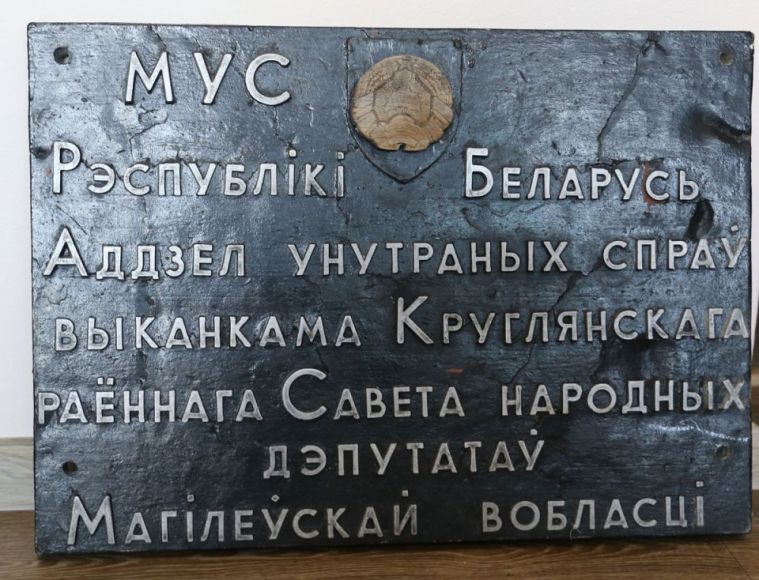 МУС
Рэспублікі Беларусь
Аддзел унутраных спраў
выканкама Круглянскага
раённага Савета народных
дэпутатаў
Магілеўскай вобласці